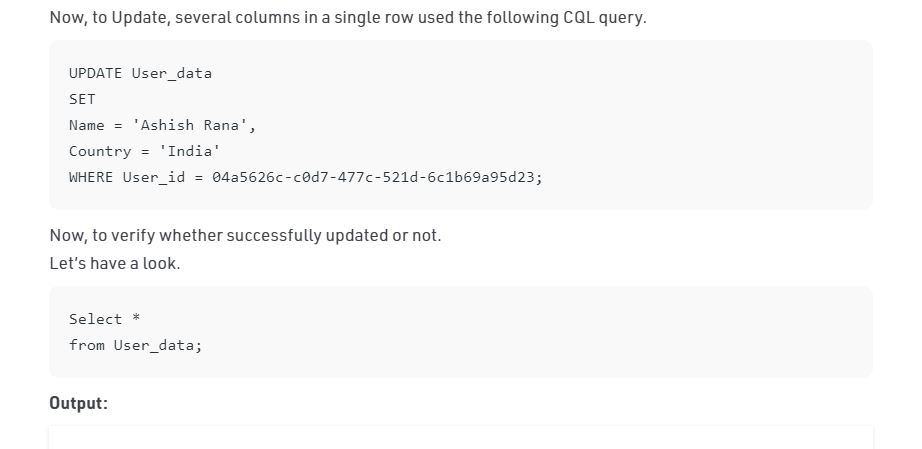 Now, to Update, several columns in a single row used the following CQL query.
UPDATE User_data
SET
Name = 'Ashish Rana',
Country = 'India'
WHERE User_id = 04a5626c-c0d7-477c-521d-6c1b69a95d23;
Now, to verify whether successfully updated or not.
Let’s have a look.
Select *
from User_data;
Output: